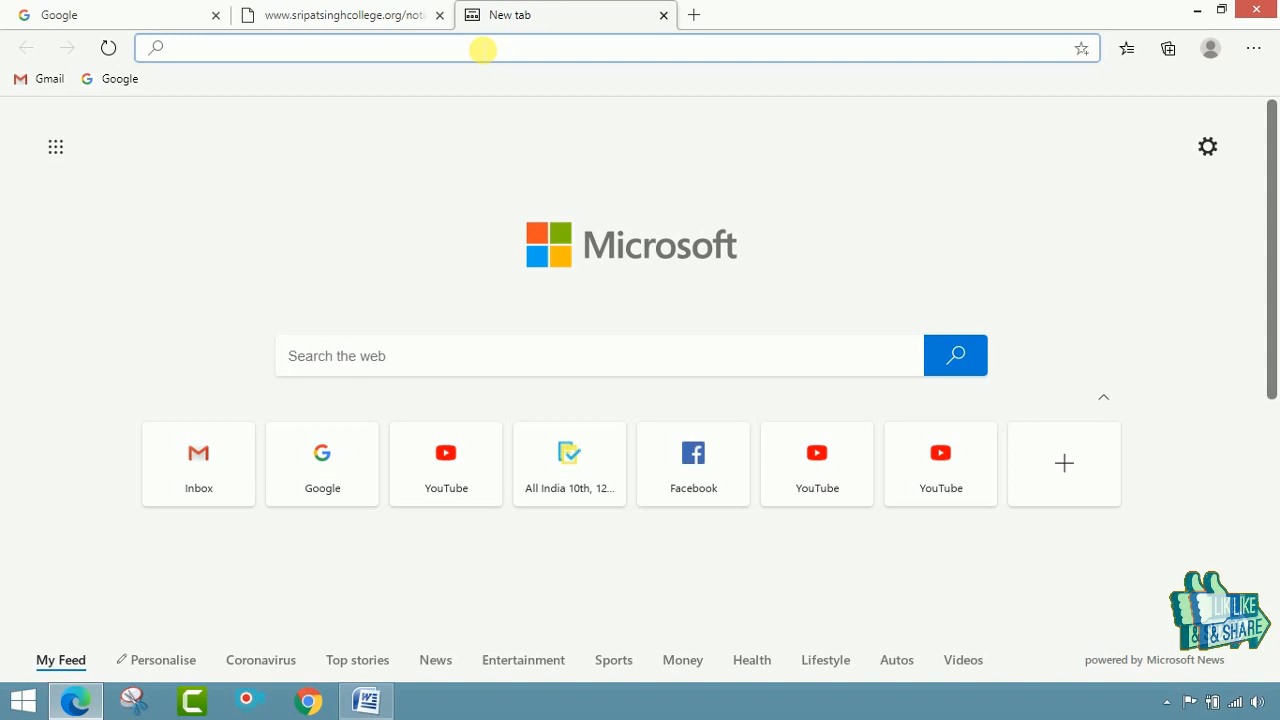 Google
www.sripatsinghcollege.org/not
New tab
Gmail
Google
Microsoft
Search the web
Inbox
Google
YouTube
All India 10th, 12...
Facebook
YouTube
YouTube
My Feed
Personalise
Coronavirus
Top stories
News
Entertainment
Sports
Money
Health
Lifestyle
Autos
Videos
powered by Microsoft News
LIKE
& SHARE